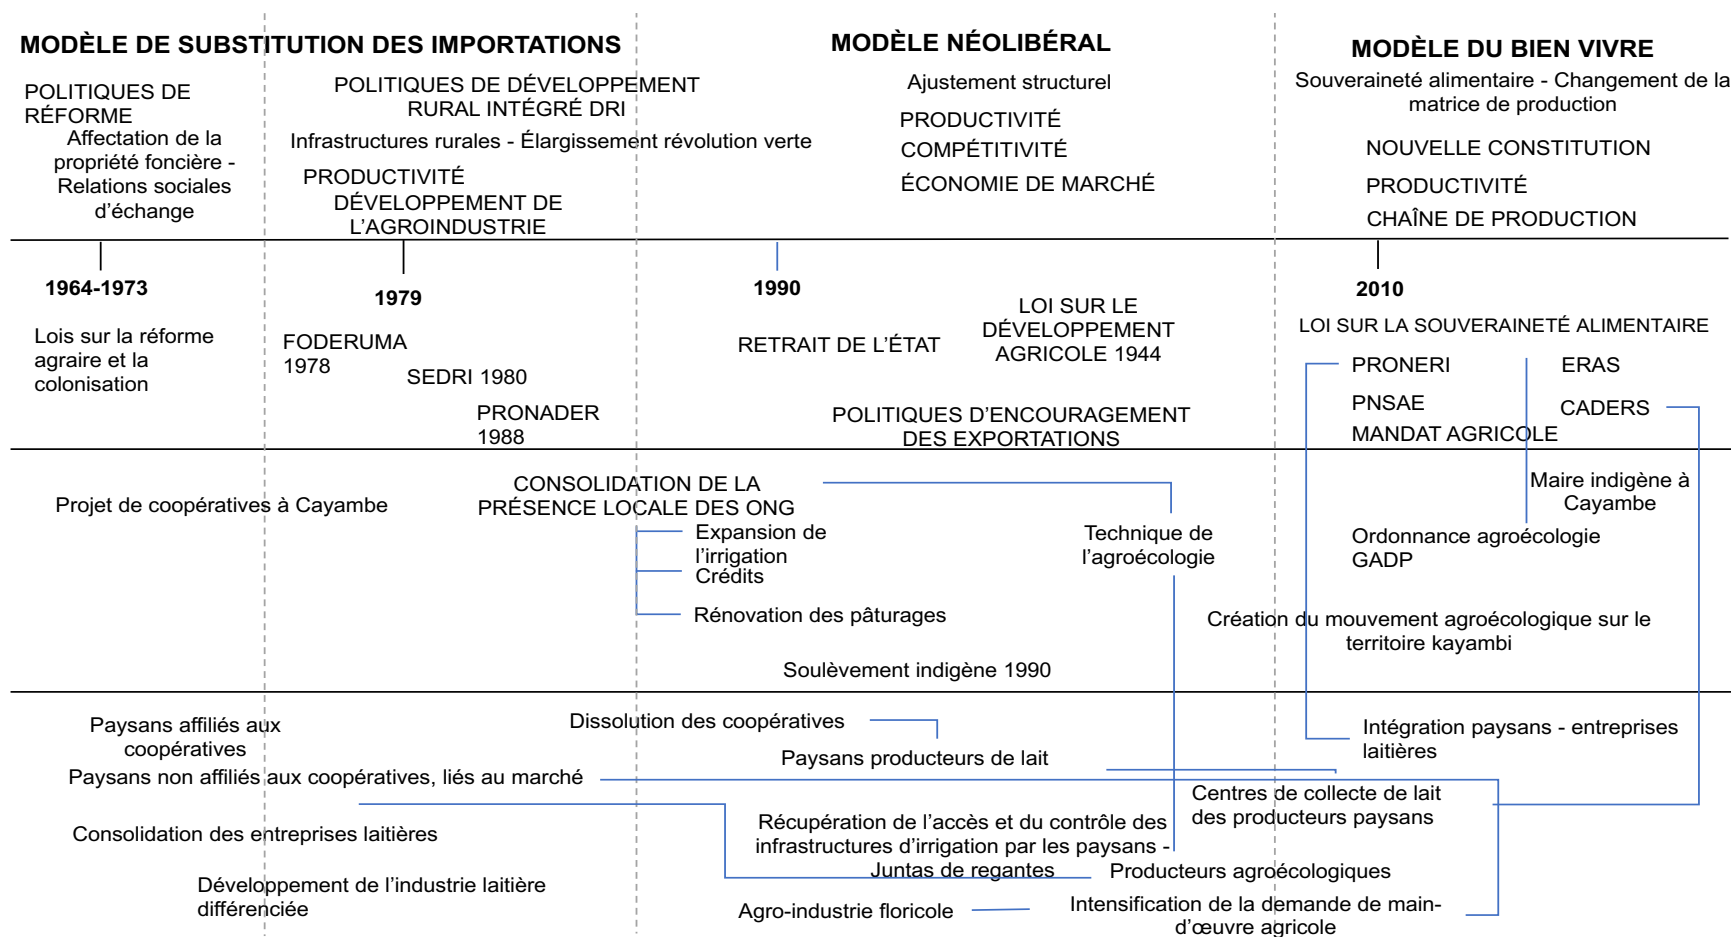 MODÈLE DE SUBSTITUTION DES IMPORTATIONS
MODÈLE NÉOLIBÉRAL
MODÈLE DU BIEN VIVRE
POLITIQUES DE
RÉFORME
Affectation de la
propriété foncière -
Relations sociales
d’échange
POLITIQUES DE DÉVELOPPEMENT
RURAL INTÉGRÉ DRI
Infrastructures rurales - Élargissement révolution verte
PRODUCTIVITÉ
DÉVELOPPEMENT DE
L’AGROINDUSTRIE
Ajustement structurel
PRODUCTIVITÉ
COMPÉTITIVITÉ
ÉCONOMIE DE MARCHÉ
Souveraineté alimentaire - Changement de la
matrice de production
NOUVELLE CONSTITUTION
PRODUCTIVITÉ
CHAÎNE DE PRODUCTION
1964-1973
1979
1990
2010
Lois sur la réforme
agraire et la
colonisation
FODERUMA
1978
SEDRI 1980
PRONADER
1988
RETRAIT DE L’ÉTAT
LOI SUR LE
DÉVELOPPEMENT
AGRICOLE 1944
POLITIQUES D’ENCOURAGEMENT
DES EXPORTATIONS
LOI SUR LA SOUVERAINETÉ ALIMENTAIRE
PRONERI
ERAS
PNSAE
CADERS
MANDAT AGRICOLE
Projet de coopératives à Cayambe
CONSOLIDATION DE LA
PRÉSENCE LOCALE DES ONG
Expansion de
l’irrigation
Crédits
Rénovation des pâturages
Technique de
l’agroécologie
Maire indigène à
Cayambe
Ordonnance agroécologie
GADP
Création du mouvement agroécologique sur le
territoire kayambi
Soulèvement indigène 1990
Paysans affiliés aux
coopératives
Dissolution des coopératives
Paysans producteurs de lait
Intégration paysans - entreprises
laitières
Paysans non affiliés aux coopératives, liés au marché
Centres de collecte de lait
des producteurs paysans
Consolidation des entreprises laitières
Récupération de l’accès et du contrôle des
infrastructures d’irrigation par les paysans -
Juntas de regantes
Producteurs agroécologiques
Développement de l’industrie laitière
différenciée
Agro-industrie floricole
Intensification de la demande de main-
d’œuvre agricole